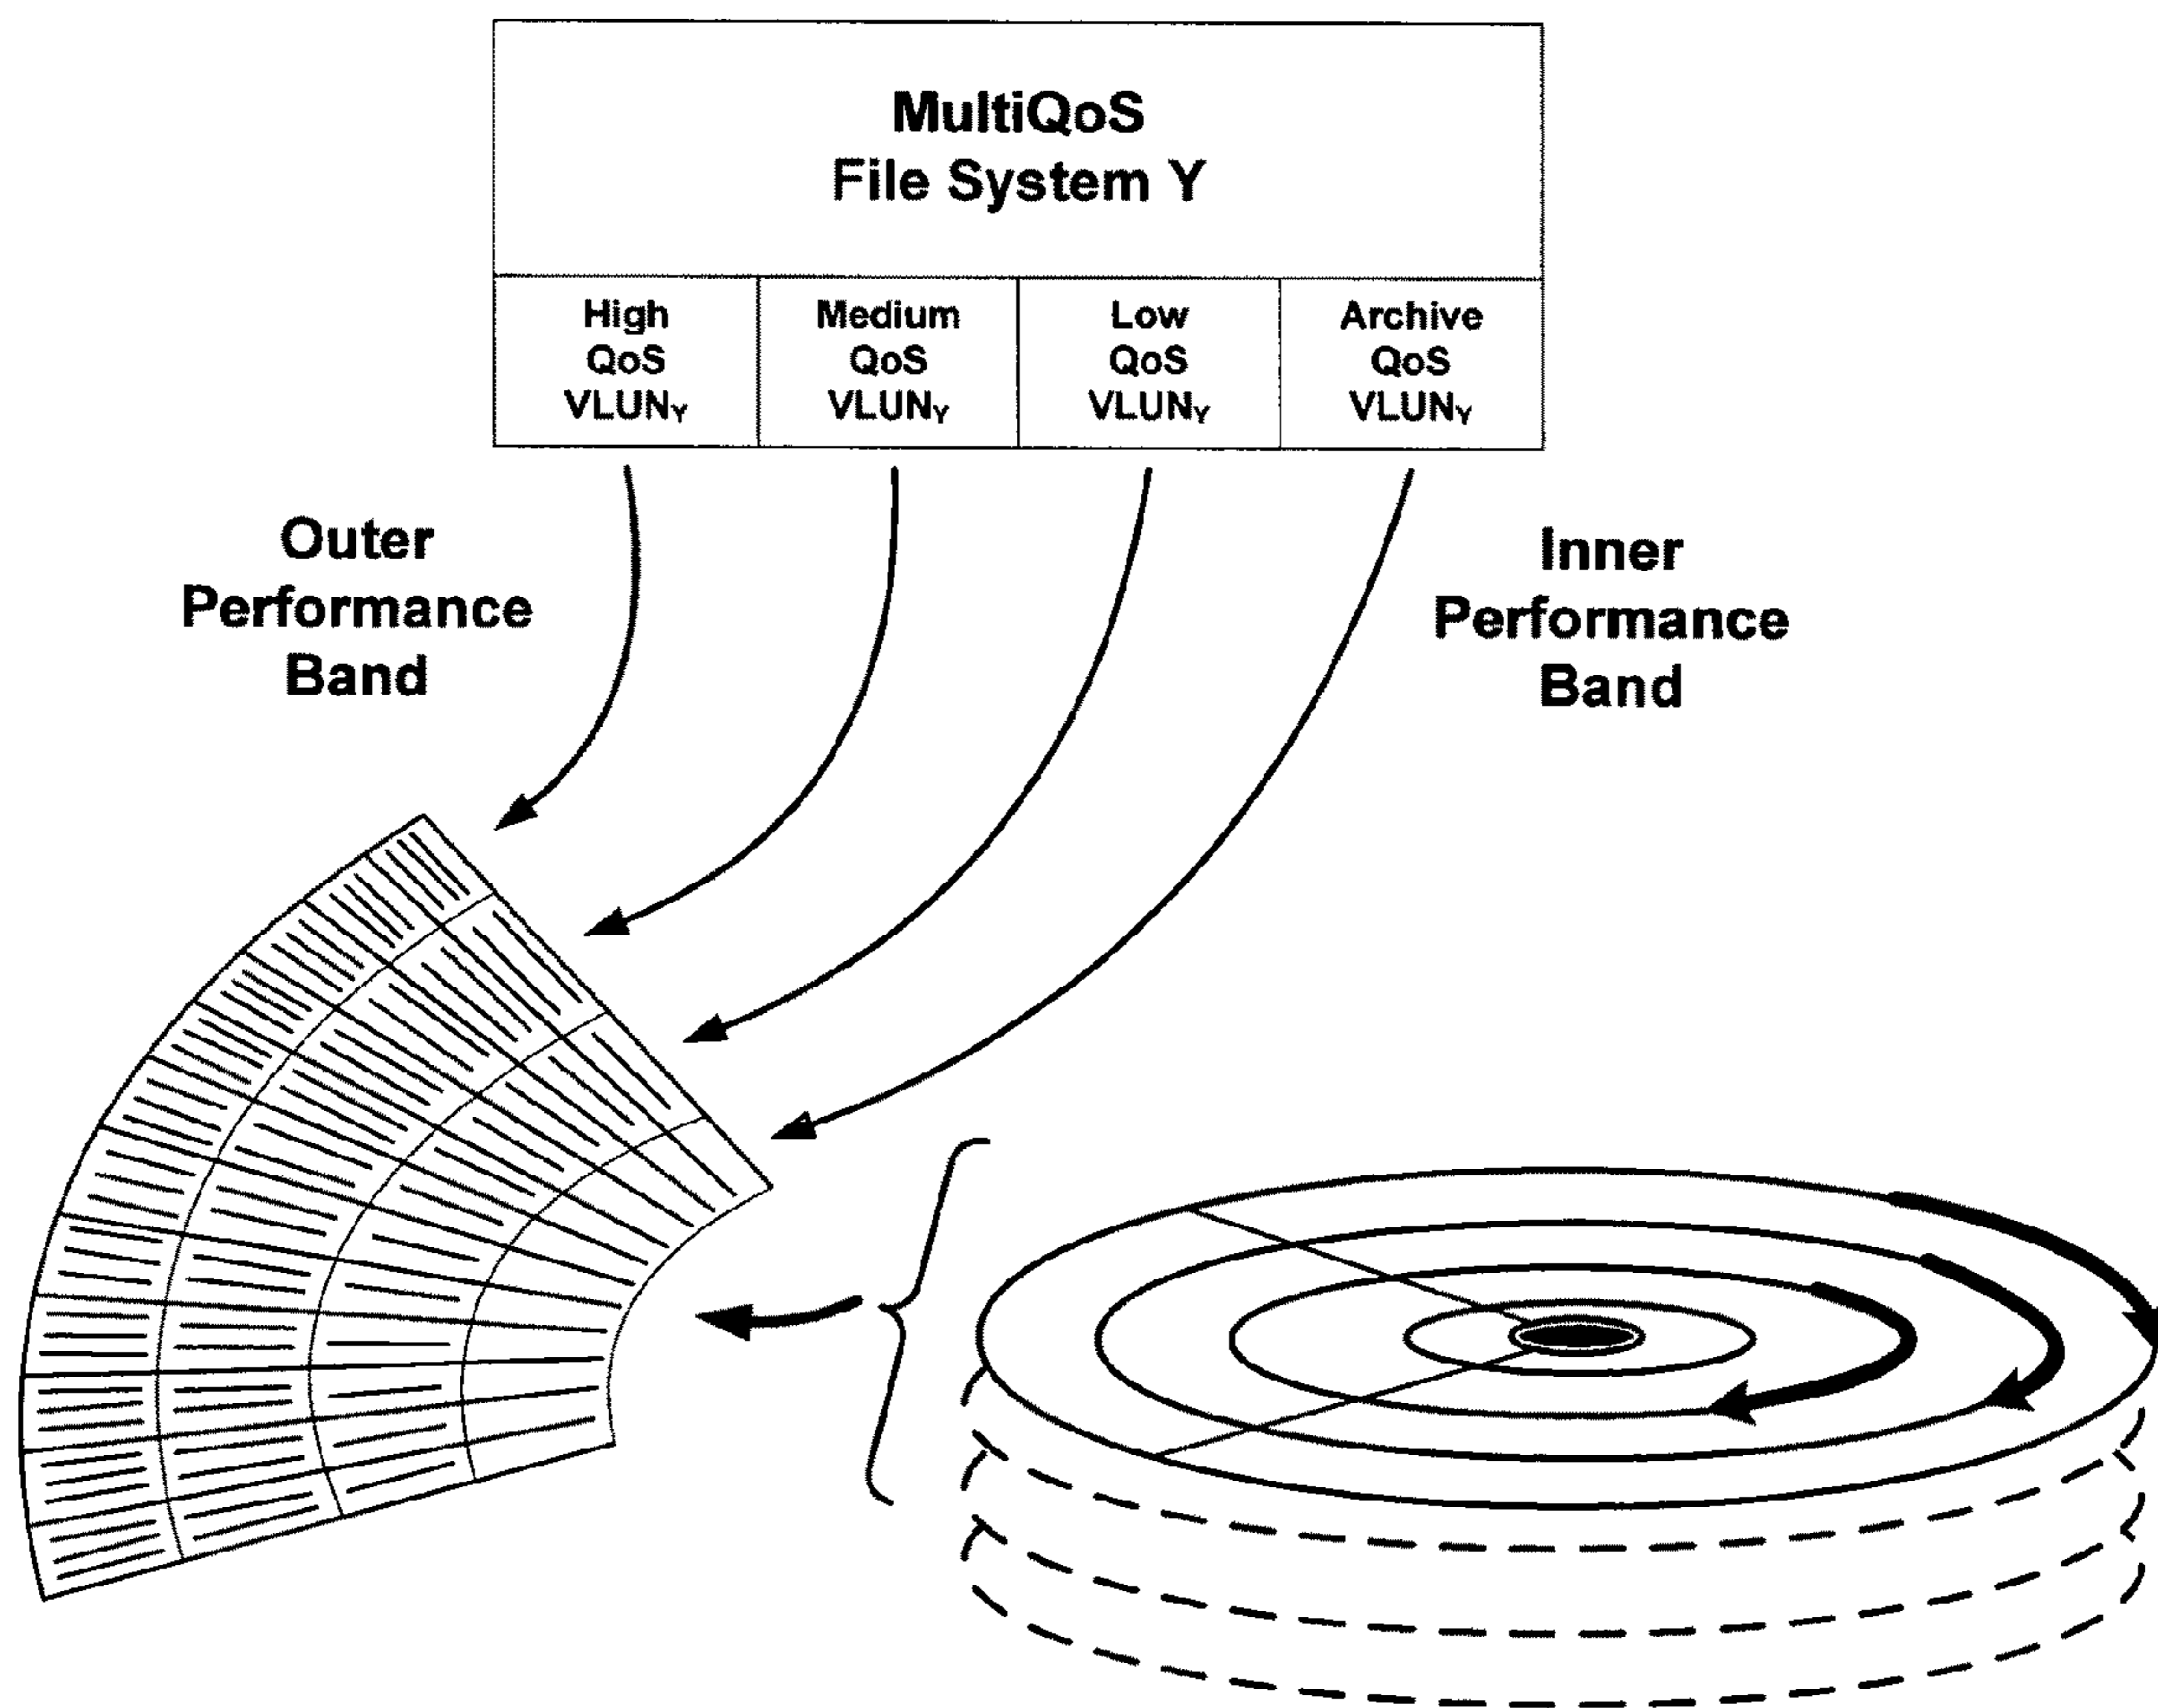 MultiQoS
File System Y
High
QoS
VLUNY
Medium
QoS
VLUNY
Low
QoS
VLUNY
Archive
QoS
VLUNY
Outer
Performance
Band
Inner
Performance
Band